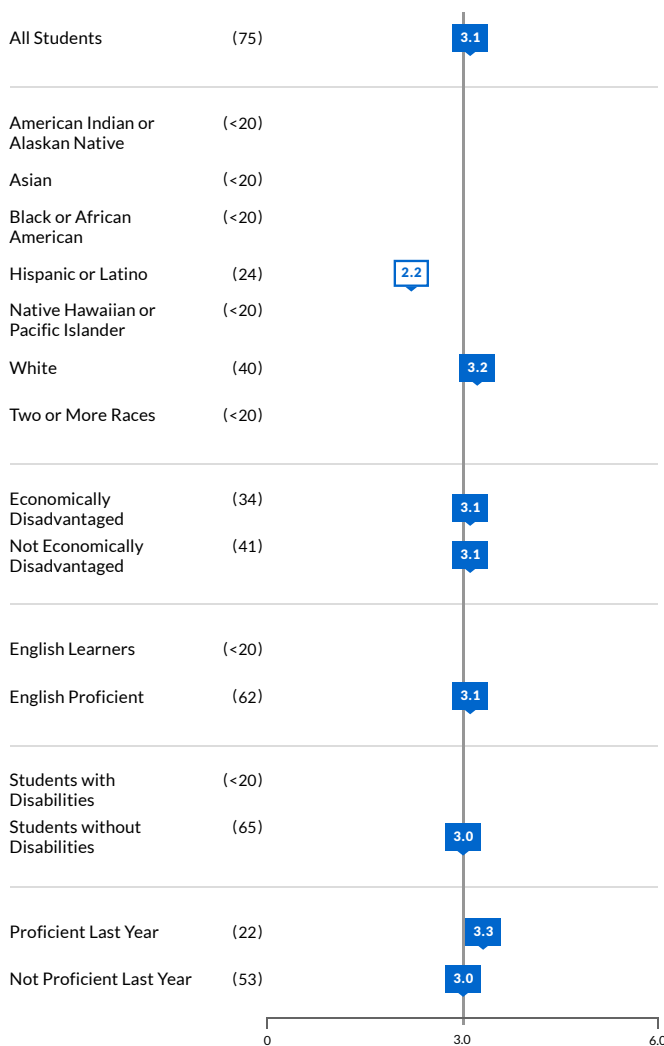 All Students (75) 3.1
American Indian or (<20)
Alaskan Native
Asian (<20)
Black or African (<20)
American
Hispanic or Latino (24) 2.2
Native Hawaiian or (<20)
Pacific Islander
White (40) 3.2
Two or More Races (<20)
Economically (34) 3.1
Disadvantaged
Not Economically (41) 3.1
Disadvantaged
English Learners (<20)
English Proficient (62) 3.1
Students with (<20)
Disabilities
Students without (65) 3.0
Disabilities
Proficient Last Year (22) 3.3
Not Proficient Last Year (53) 3.0
0 3.0 6.0